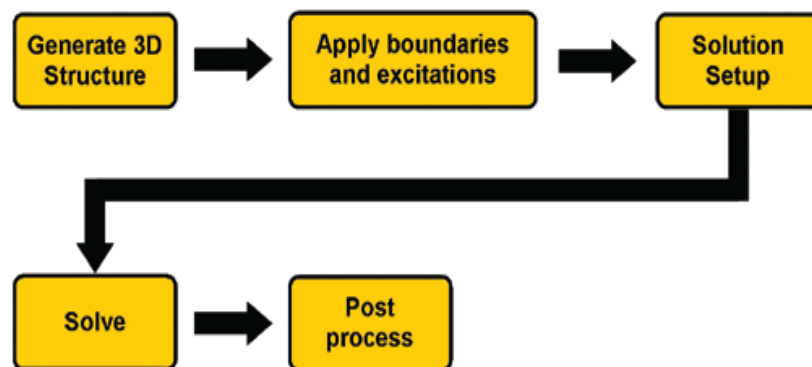 Generate 3D
Structure
Apply boundaries
and excitations
Solution
Setup
Solve
Post
process